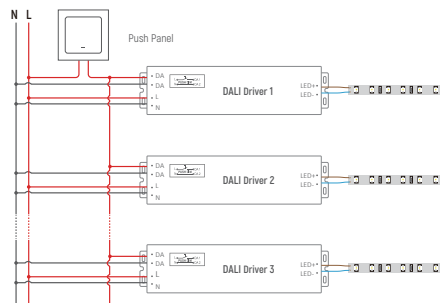 N L
Push Panel
DA
DA
L
N
DALI Driver 1
LED+
LED-
DA
DA
L
N
DALI Driver 2
LED+
LED-
DA
DA
L
N
DALI Driver 3
LED+
LED-